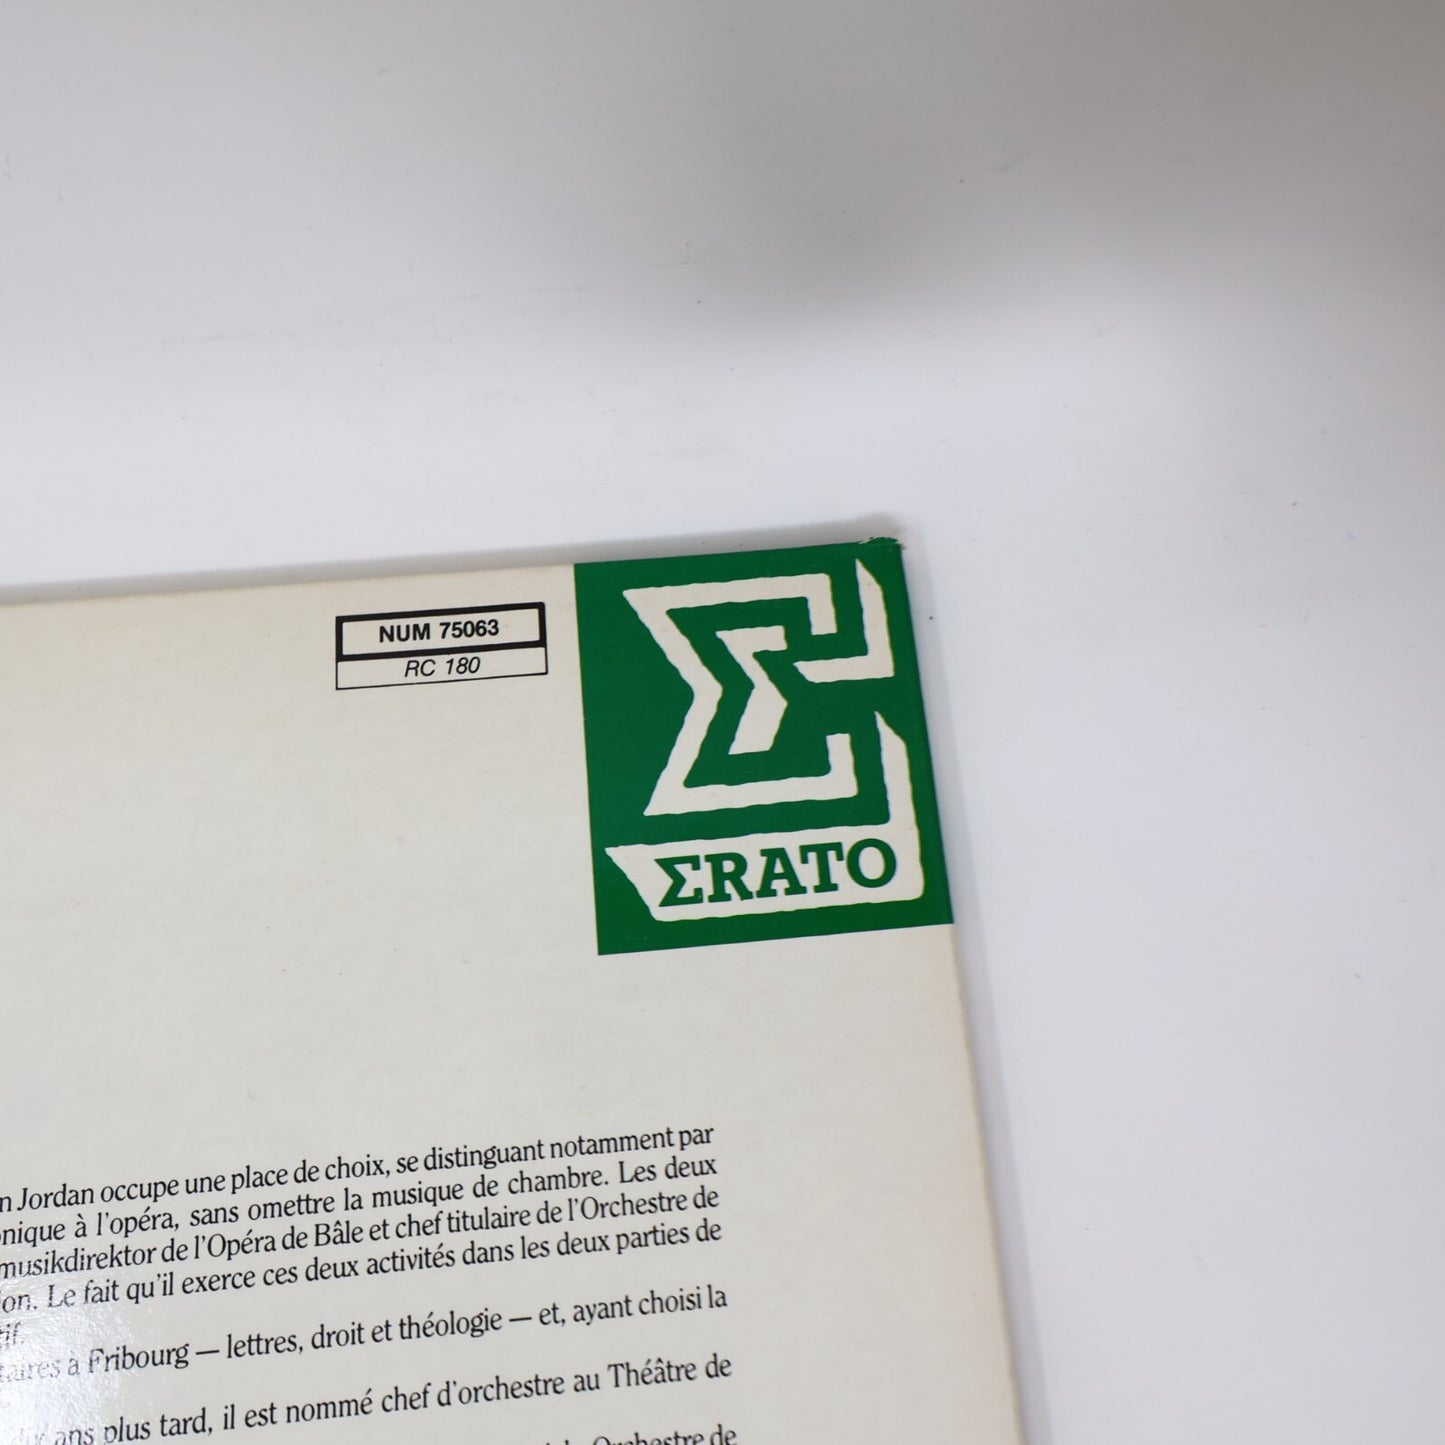 NUM 75063
RC 180
ΣRATO
Jordan occupe une place de choix, se distinguant notamment par
à l'opéra, sans omettre la musique de chambre. Les deux
musikdirektor de l'Opéra de Bâle et chef titulaire de l'Orchestre de
Le fait qu'il exerce ces deux activités dans les deux parties de
à Fribourg — lettres, droit et théologie — et, ayant choisi la
ans plus tard, il est nommé chef d'orchestre au Théâtre de
Orchestre de